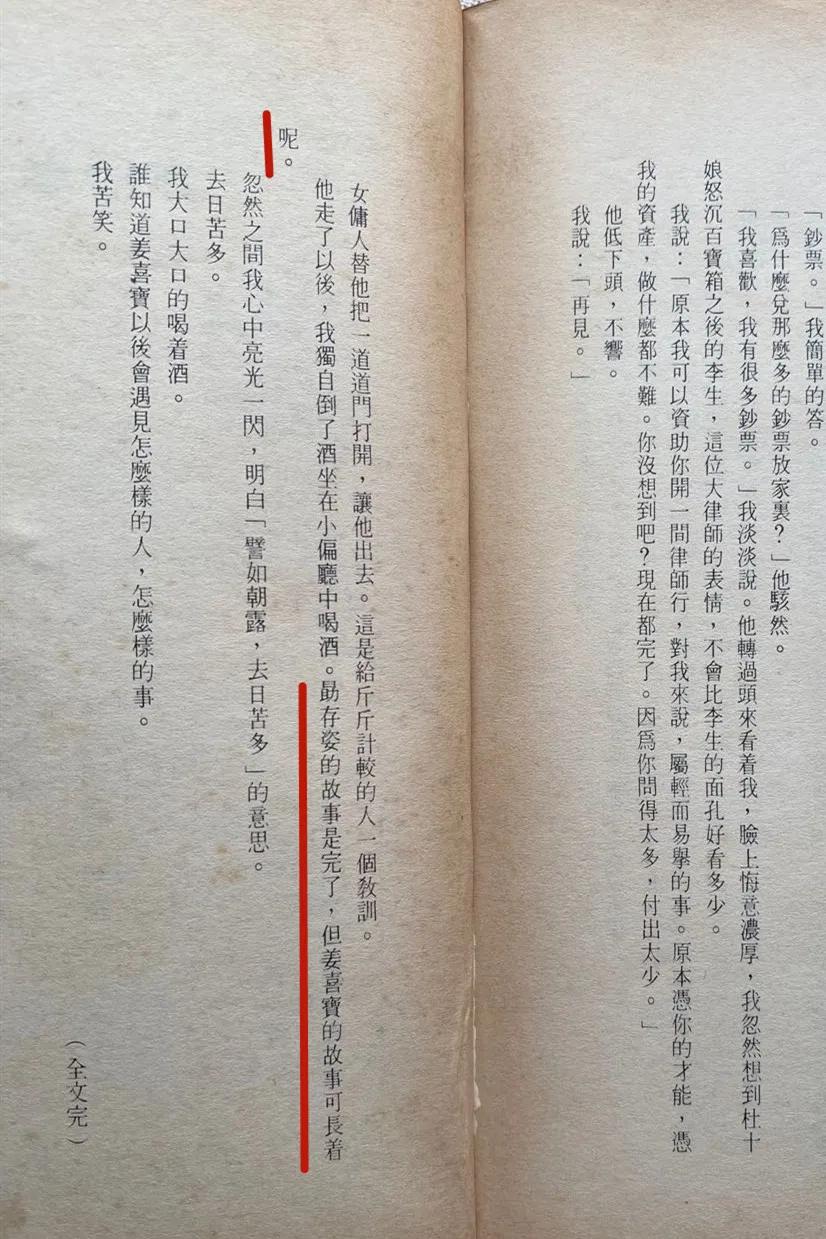 「鈔票。」我簡單的答。
「爲什麼兌那麼多的鈔票放家裏?」他駭然。
「我喜歡,我有很多鈔票。」我淡淡說。他轉過頭來看着我,臉上悔意濃厚,我忽然想到杜十
娘怒沉百寶箱之後的李生,這位大律師的表情,不會比李生的面孔好看多少。
我說:「原本我可以資助你開一間律師行,對我來說,屬輕而易擧的事。原本憑你的才能,憑
我的資產,做什麼都不難。你沒想到吧?現在都完了。因爲你問得太多,付出太少。」
他低下頭,不響。
我說:「再見。」
女傭人替他把一道道門打開,讓他出去。這是給斤斤計較的人一個敎訓。
他走了以後,我獨自倒了酒坐在小偏廳中喝酒。勖存姿的故事是完了,但姜喜寶的故事可長着
呢。
忽然之間我心中亮光一閃,明白「譬如朝露,去日苦多」的意思。
去日苦多。
我大口大口的喝着酒。
誰知道姜喜寶以後會遇見怎麼樣的人,怎麼樣的事。
我苦笑。
(全文完)